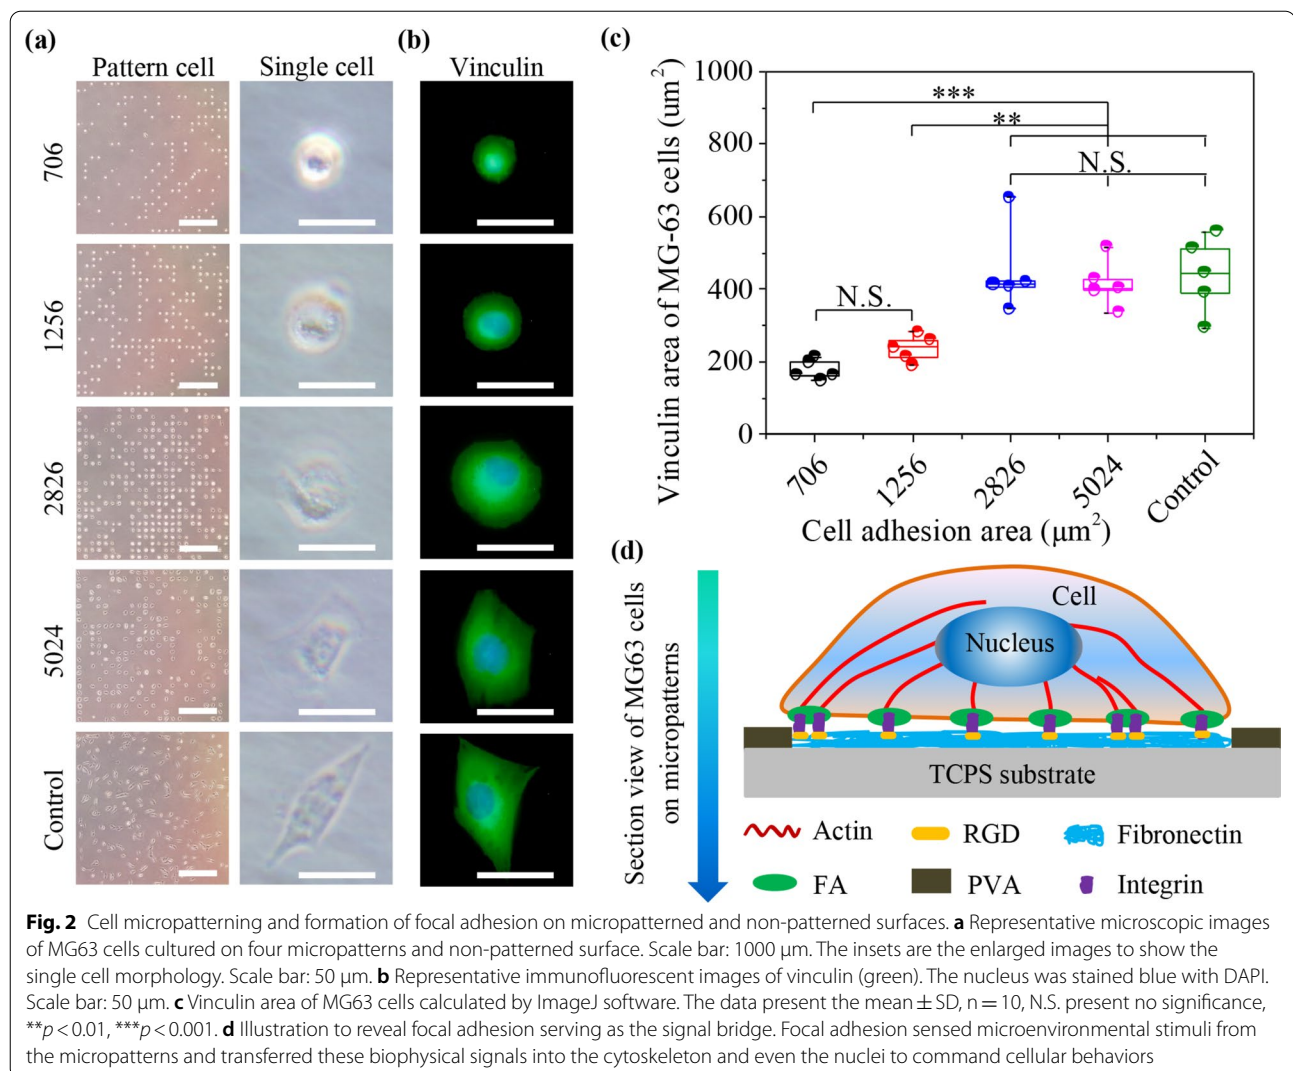 (a)
Pattern cell
Single cell
(b)
Vinculin
706
1256
2826
5024
Control
(c)
Vinculin area of MG-63 cells (um²)
1000
800
600
400
200
0
***
**
N.S.
N.S.
706
1256
2826
5024
Control
Cell adhesion area (μm²)
(d)
Section view of MG63 cells
on micropatterns
Cell
Nucleus
TCPS substrate
Actin
RGD
Fibronectin
FA
PVA
Integrin
Fig. 2 Cell micropatterning and formation of focal adhesion on micropatterned and non-patterned surfaces. a Representative microscopic images
of MG63 cells cultured on four micropatterns and non-patterned surface. Scale bar: 1000 μm. The insets are the enlarged images to show the
single cell morphology. Scale bar: 50 μm. b Representative immunofluorescent images of vinculin (green). The nucleus was stained blue with DAPI.
Scale bar: 50 μm. c Vinculin area of MG63 cells calculated by ImageJ software. The data present the mean ± SD, n = 10, N.S. present no significance,
**p < 0.01, ***p < 0.001. d Illustration to reveal focal adhesion serving as the signal bridge. Focal adhesion sensed microenvironmental stimuli from
the micropatterns and transferred these biophysical signals into the cytoskeleton and even the nuclei to command cellular behaviors